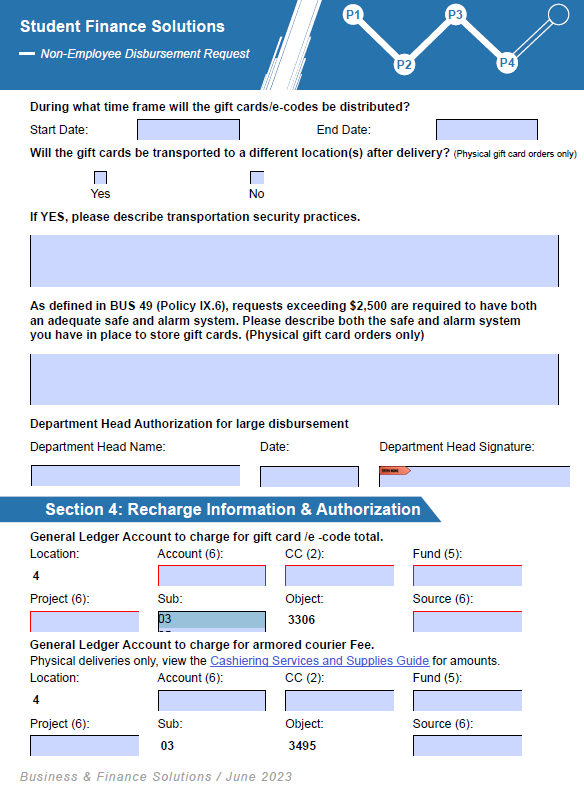 Student Finance Solutions
Non-Employee Disbursement Request
P1
P2
P3
P4
During what time frame will the gift cards/e-codes be distributed?
Start Date:
End Date:
Will the gift cards be transported to a different location(s) after delivery? (Physical gift card orders only)
Yes
No
If YES, please describe transportation security practices.
As defined in BUS 49 (Policy IX.6), requests exceeding $2,500 are required to have both
an adequate safe and alarm system. Please describe both the safe and alarm system
you have in place to store gift cards. (Physical gift card orders only)
Department Head Authorization for large disbursement
Department Head Name:
Date:
Department Head Signature:
Section 4: Recharge Information & Authorization
General Ledger Account to charge for gift card /e -code total.
Location:
Account (6):
CC (2):
Fund (5):
4
Project (6):
Sub:
Object:
Source (6):
03
3306
General Ledger Account to charge for armored courier Fee.
Physical deliveries only, view the Cashiering Services and Supplies Guide for amounts.
Location:
Account (6):
CC (2):
Fund (5):
4
Project (6):
Sub:
Object:
Source (6):
03
3495
Business & Finance Solutions / June 2023